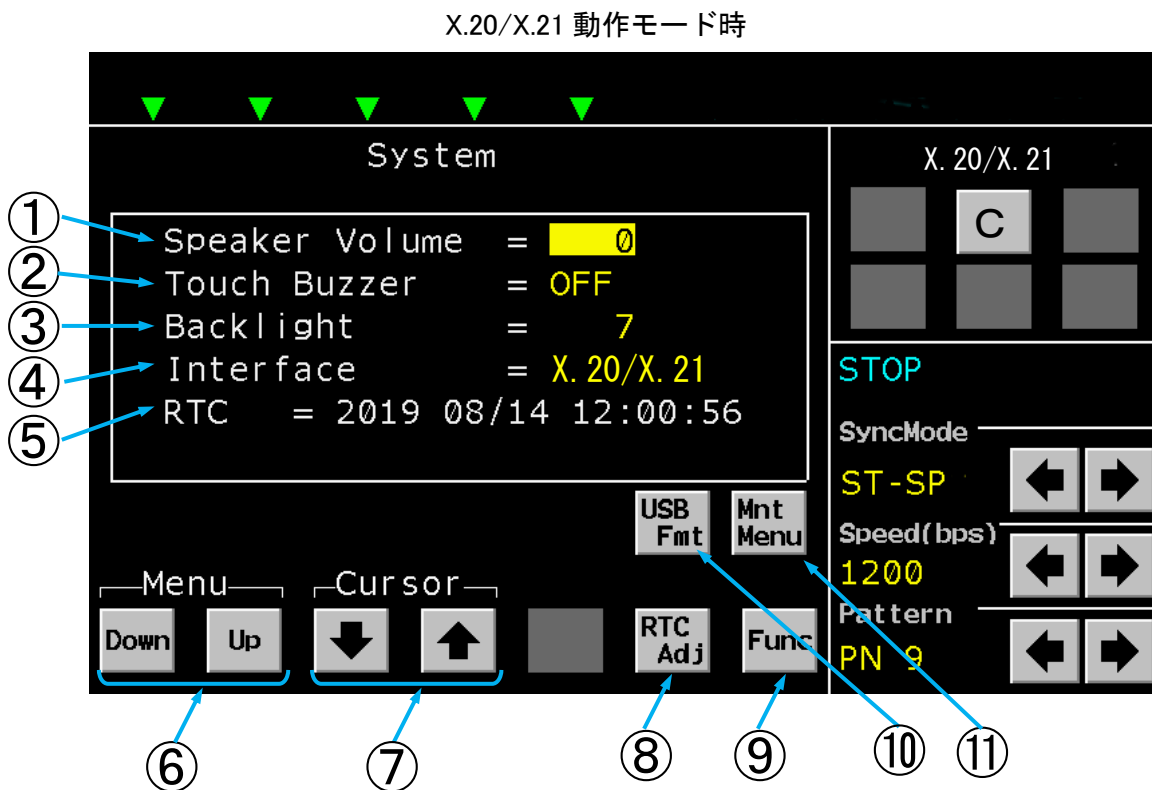 X.20/X.21 動作モード時
System
X.20/X.21
C
① Speaker Volume = 0
② Touch Buzzer = OFF
③ Backlight = 7
④ Interface = X.20/X.21
⑤ RTC = 2019 08/14 12:00:56
STOP
SyncMode
ST-SP
Speed(bps)
1200
Pattern
PN 9
USB Fmt
Mnt Menu
Menu
Cursor
Down
Up
RTC Adj
Func
⑥
⑦
⑧
⑨
⑩
⑪